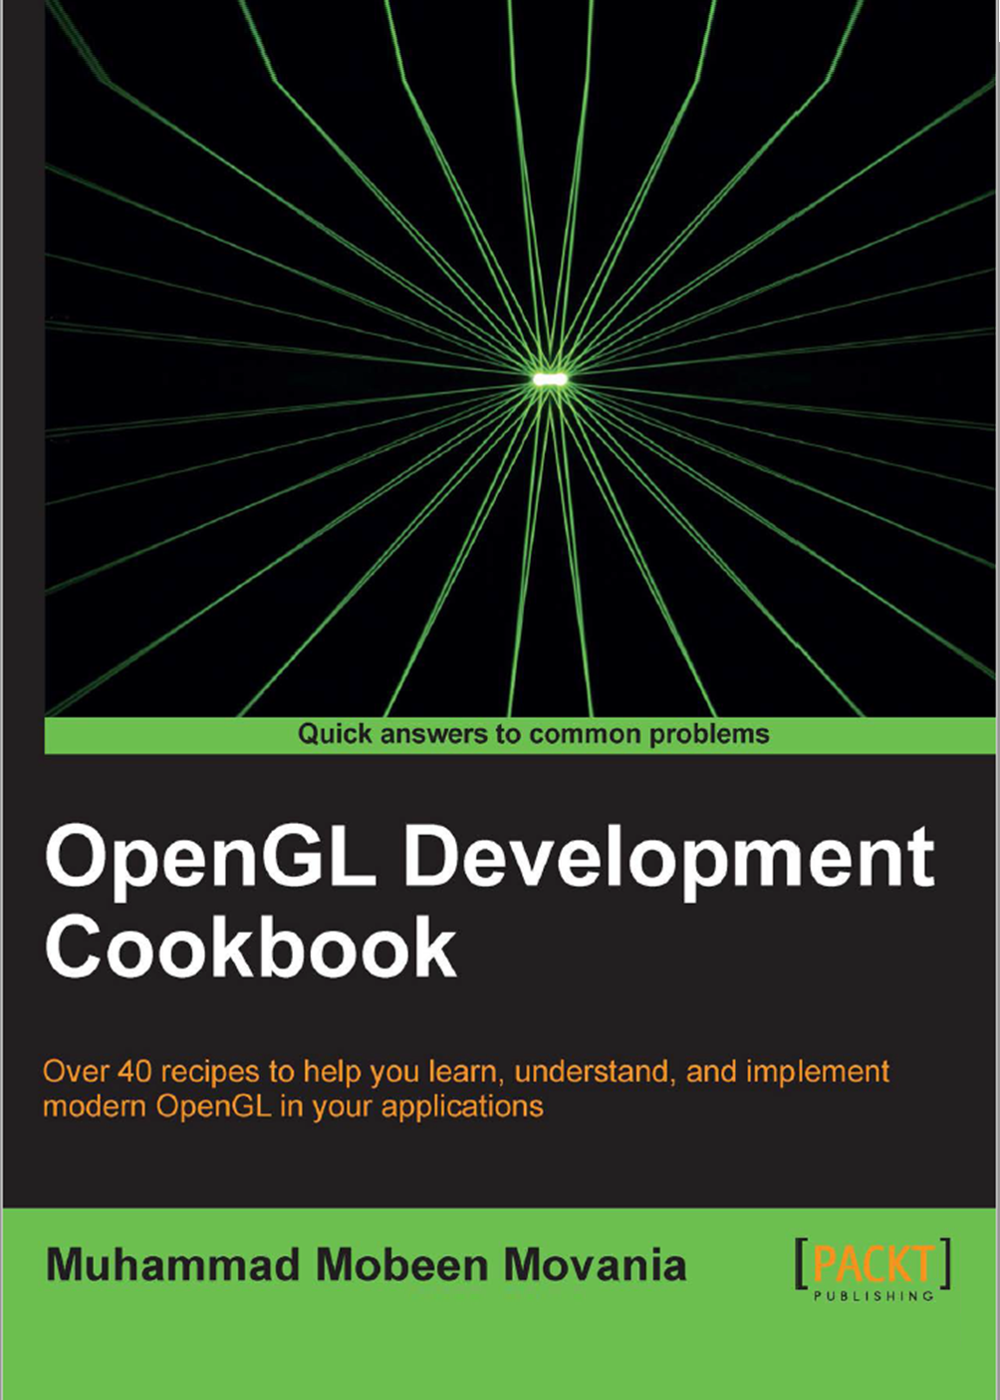 Quick answers to common problems
OpenGL Development
Cookbook
Over 40 recipes to help you learn, understand, and implement
modern OpenGL in your applications
Muhammad Mobeen Movania
[PACKT]
PUBLISHING